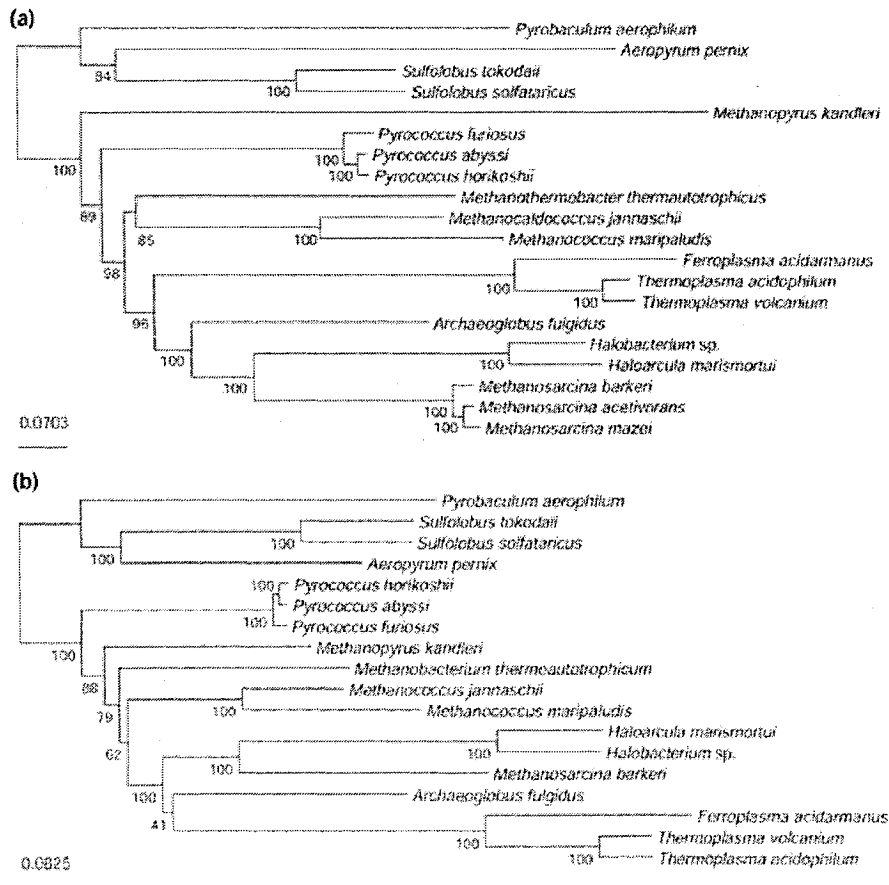 (a)
Pyrobaculum aerophilum
Aeropyrum pernix
84
Sulfolobus tokodaii
100
Sulfolobus solfataricus
Methanopyrus kandleri
Pyrococcus furiosus
100
Pyrococcus abyssi
100
100
Pyrococcus horikoshii
Methanothermobacter thermautotrophicus
89
Methanocaldococcus jannaschii
85
100
Methanococcus maripaludis
Ferroplasma acidarmanus
98
100
Thermoplasma acidophilum
100
Thermoplasma volcanium
96
Archaeoglobus fulgidus
Halobacterium sp.
100
100
Haloarcula marismortui
100
Methanosarcina barkeri
100
Methanosarcina acetivorans
0.0703
100
Methanosarcina mazei
(b)
Pyrobaculum aerophilum
Sulfolobus tokodaii
100
100
Sulfolobus solfataricus
Aeropyrum pernix
100
Pyrococcus horikoshii
Pyrococcus abyssi
100
Pyrococcus furiosus
100
Methanopyrus kandleri
88
Methanobacterium thermoautotrophicum
Methanococcus jannaschii
79
100
Methanococcus maripaludis
Haloarcula marismortui
62
100
Halobacterium sp.
100
100
Methanosarcina barkeri
Archaeoglobus fulgidus
41
Ferroplasma acidarmanus
100
Thermoplasma volcanium
100
Thermoplasma acidophilum
0.0825